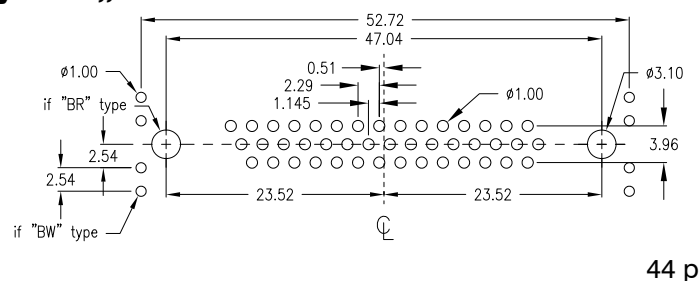 52.72
47.04
0.51
ø1.00
ø3.10
2.29
if "BR" type
ø1.00
1.145
2.54
3.96
2.54
23.52
23.52
if "BW" type
℄
44 p